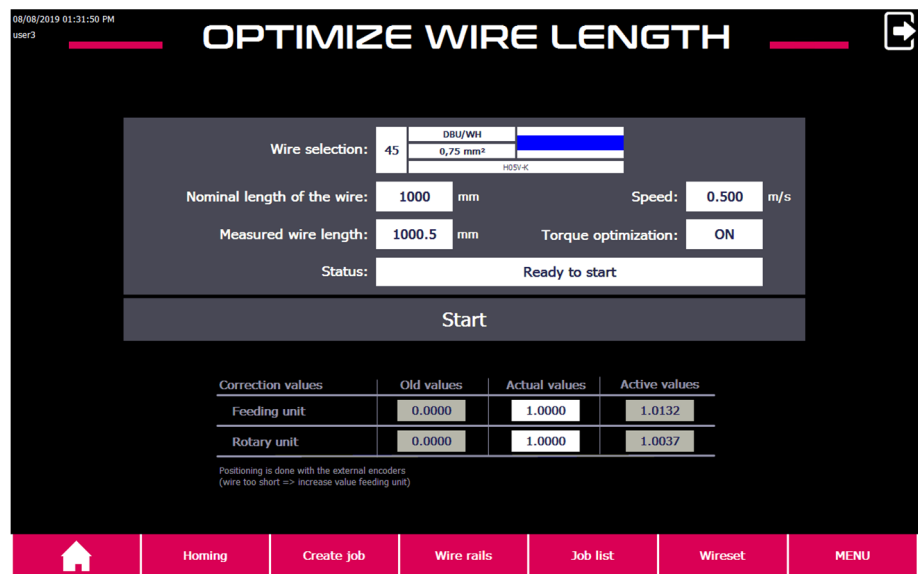 08/08/2019 01:31:50 PM
user3
OPTIMIZE WIRE LENGTH
Wire selection: 45 DBU/WH
0,75 mm²
H05V-K
Nominal length of the wire: 1000 mm Speed: 0.500 m/s
Measured wire length: 1000.5 mm Torque optimization: ON
Status: Ready to start
Start
Correction values Old values Actual values Active values
Feeding unit 0.0000 1.0000 1.0132
Rotary unit 0.0000 1.0000 1.0037
Positioning is done with the external encoders
(wire too short => increase value feeding unit)
Homing Create job Wire rails Job list Wireset MENU